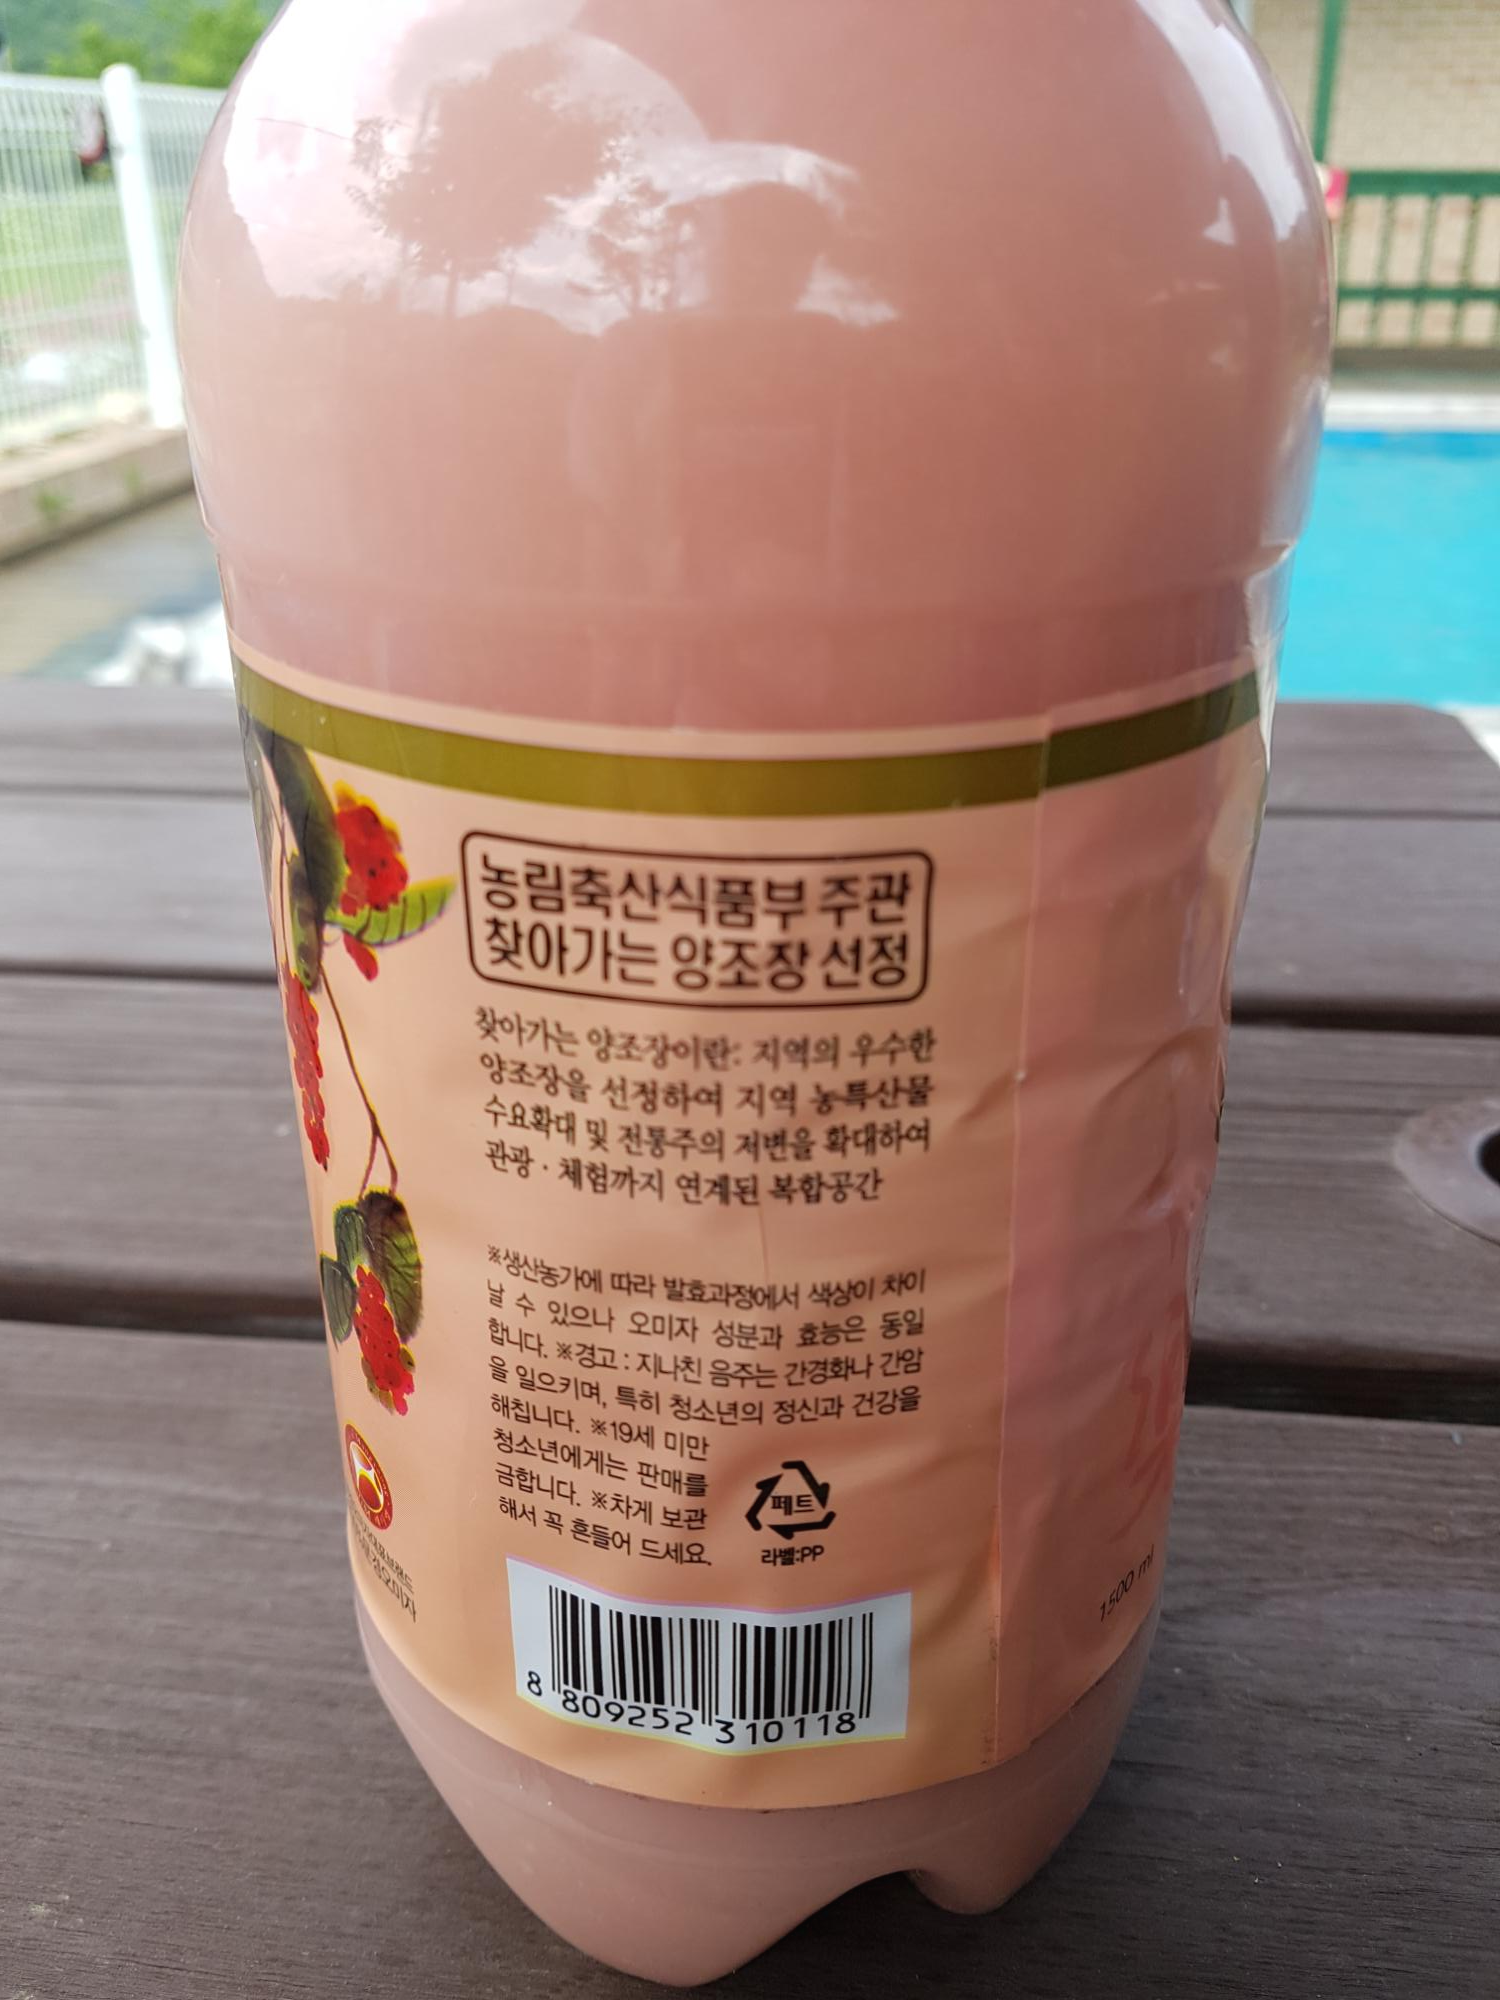 농림축산식품부 주관
찾아가는 양조장 선정
찾아가는 양조장이란: 지역의 우수한
양조장을 선정하여 지역 농특산물
수요확대 및 전통주의 저변을 확대하여
관광·체험까지 연계된 복합공간
※생산농가에 따라 발효과정에서 색상이 차이
날 수 있으나 오미자 성분과 효능은 동일
합니다. ※경고 : 지나친 음주는 간경화나 간암
을 일으키며, 특히 청소년의 정신과 건강을
해칩니다. ※19세 미만
청소년에게는 판매를
금합니다. ※차게 보관
해서 꼭 흔들어 드세요.
페트
라벨:PP
8 809252 310118
1500 ml